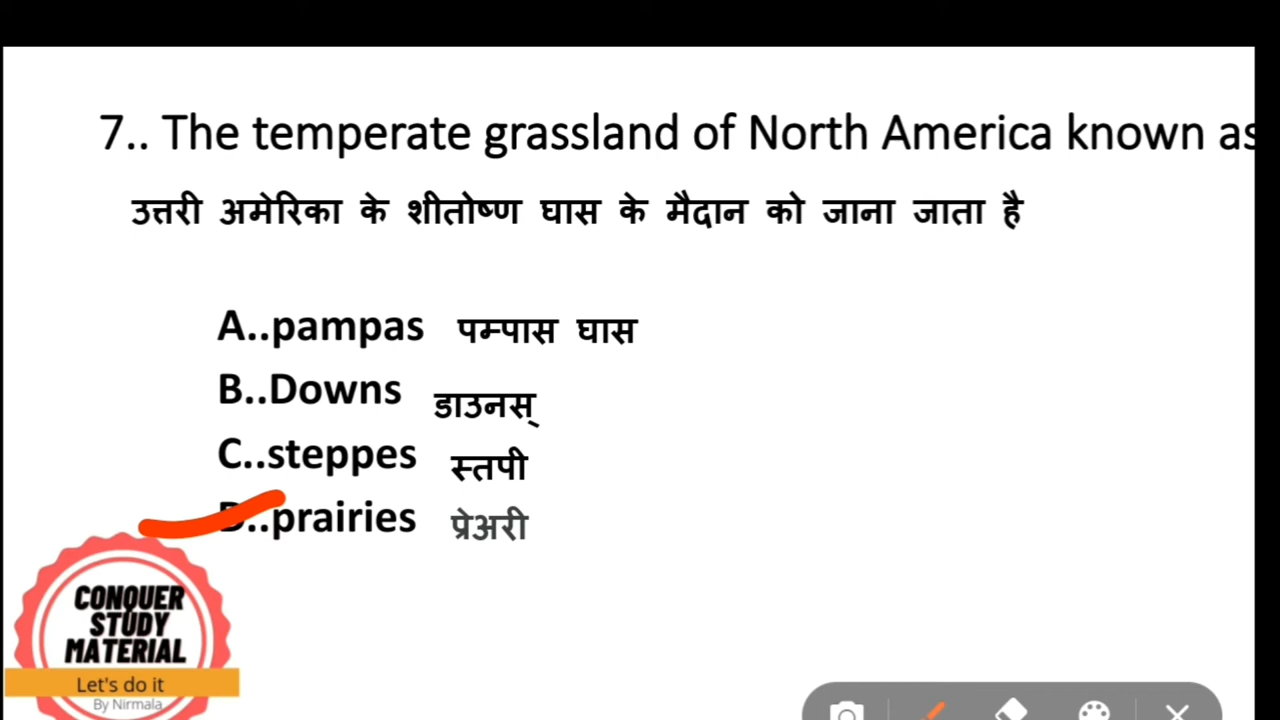 7.. The temperate grassland of North America known as
उत्तरी अमेरिका के शीतोष्ण घास के मैदान को जाना जाता है
A..pampas पम्पास घास
B..Downs डाउनस्
C..steppes स्तपी
D..prairies प्रेअरी
CONQUER
STUDY
MATERIAL
Let's do it
By Nirmala